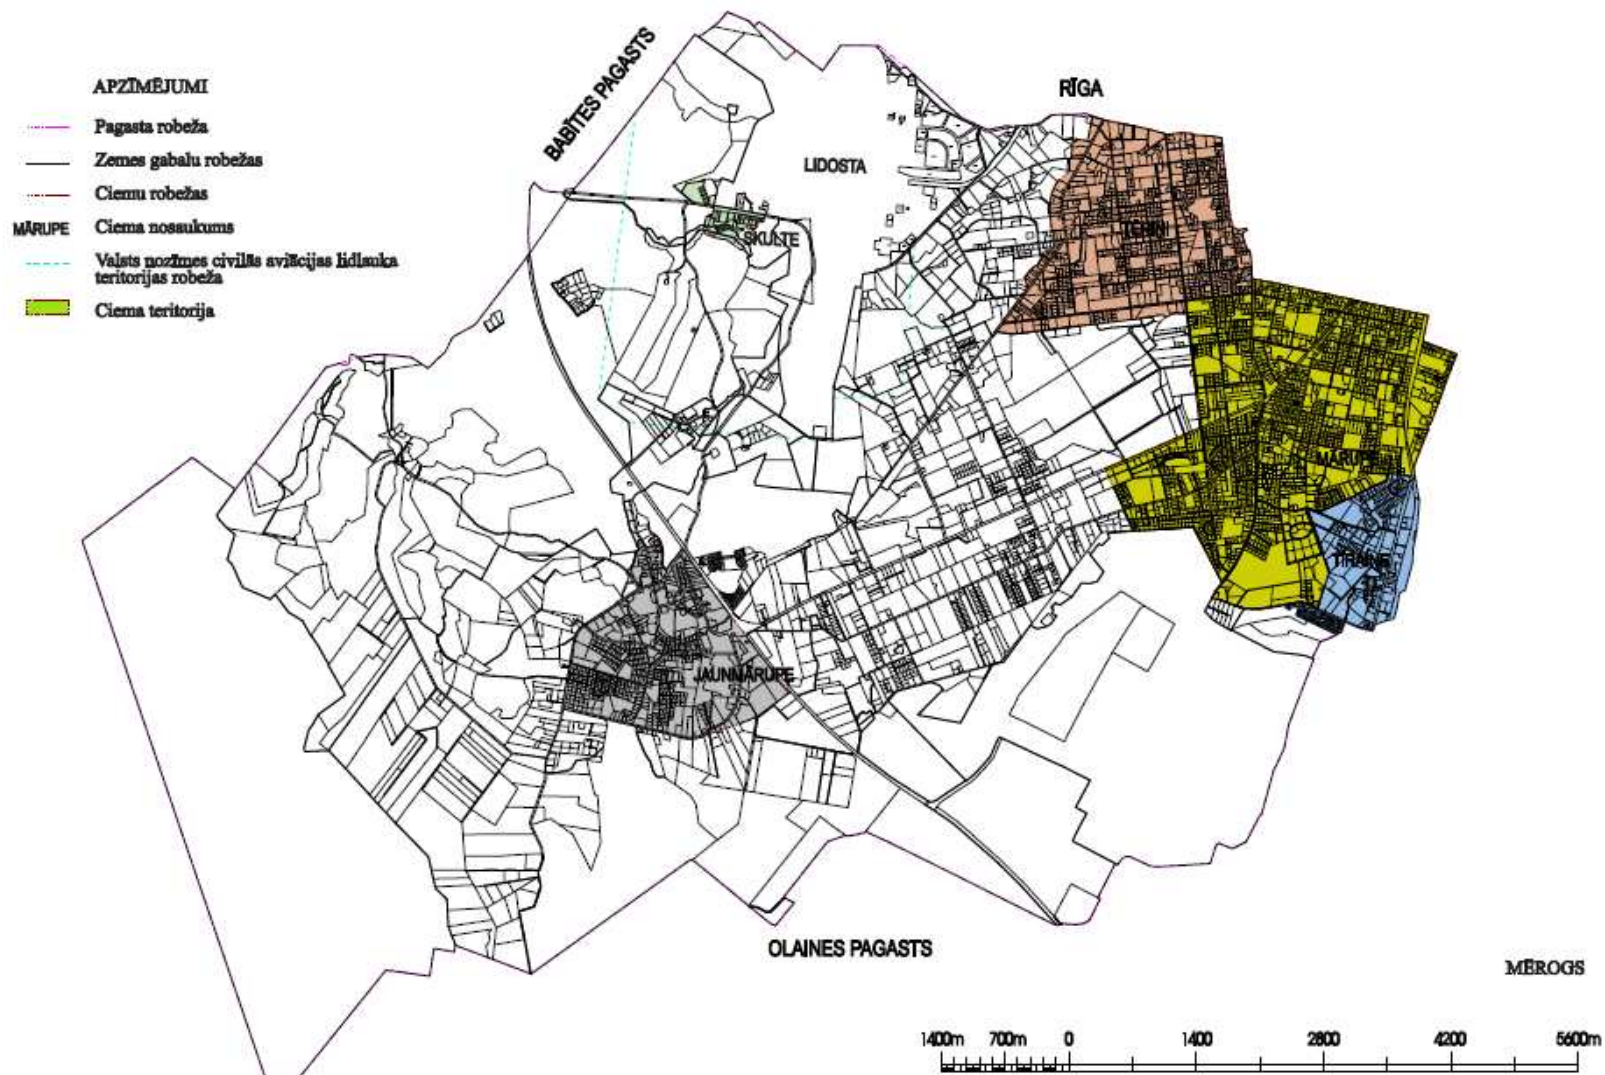 APZĪMĒJUMI
Pagasta robeža
Zemes gabalu robežas
Ciemu robežas
MĀRUPE Ciema nosaukums
Valsts nozīmes civilās aviācijas lidlauka
teritorijas robeža
Ciema teritorija
BABĪTES PAGASTS
RĪGA
LIDOSTA
SKULTE
TĒRIŅI
MĀRUPE
TĪRAINE
JAUNMĀRUPE
OLAINES PAGASTS
MĒROGS
1400m 700m 0 1400 2800 4200 5600m